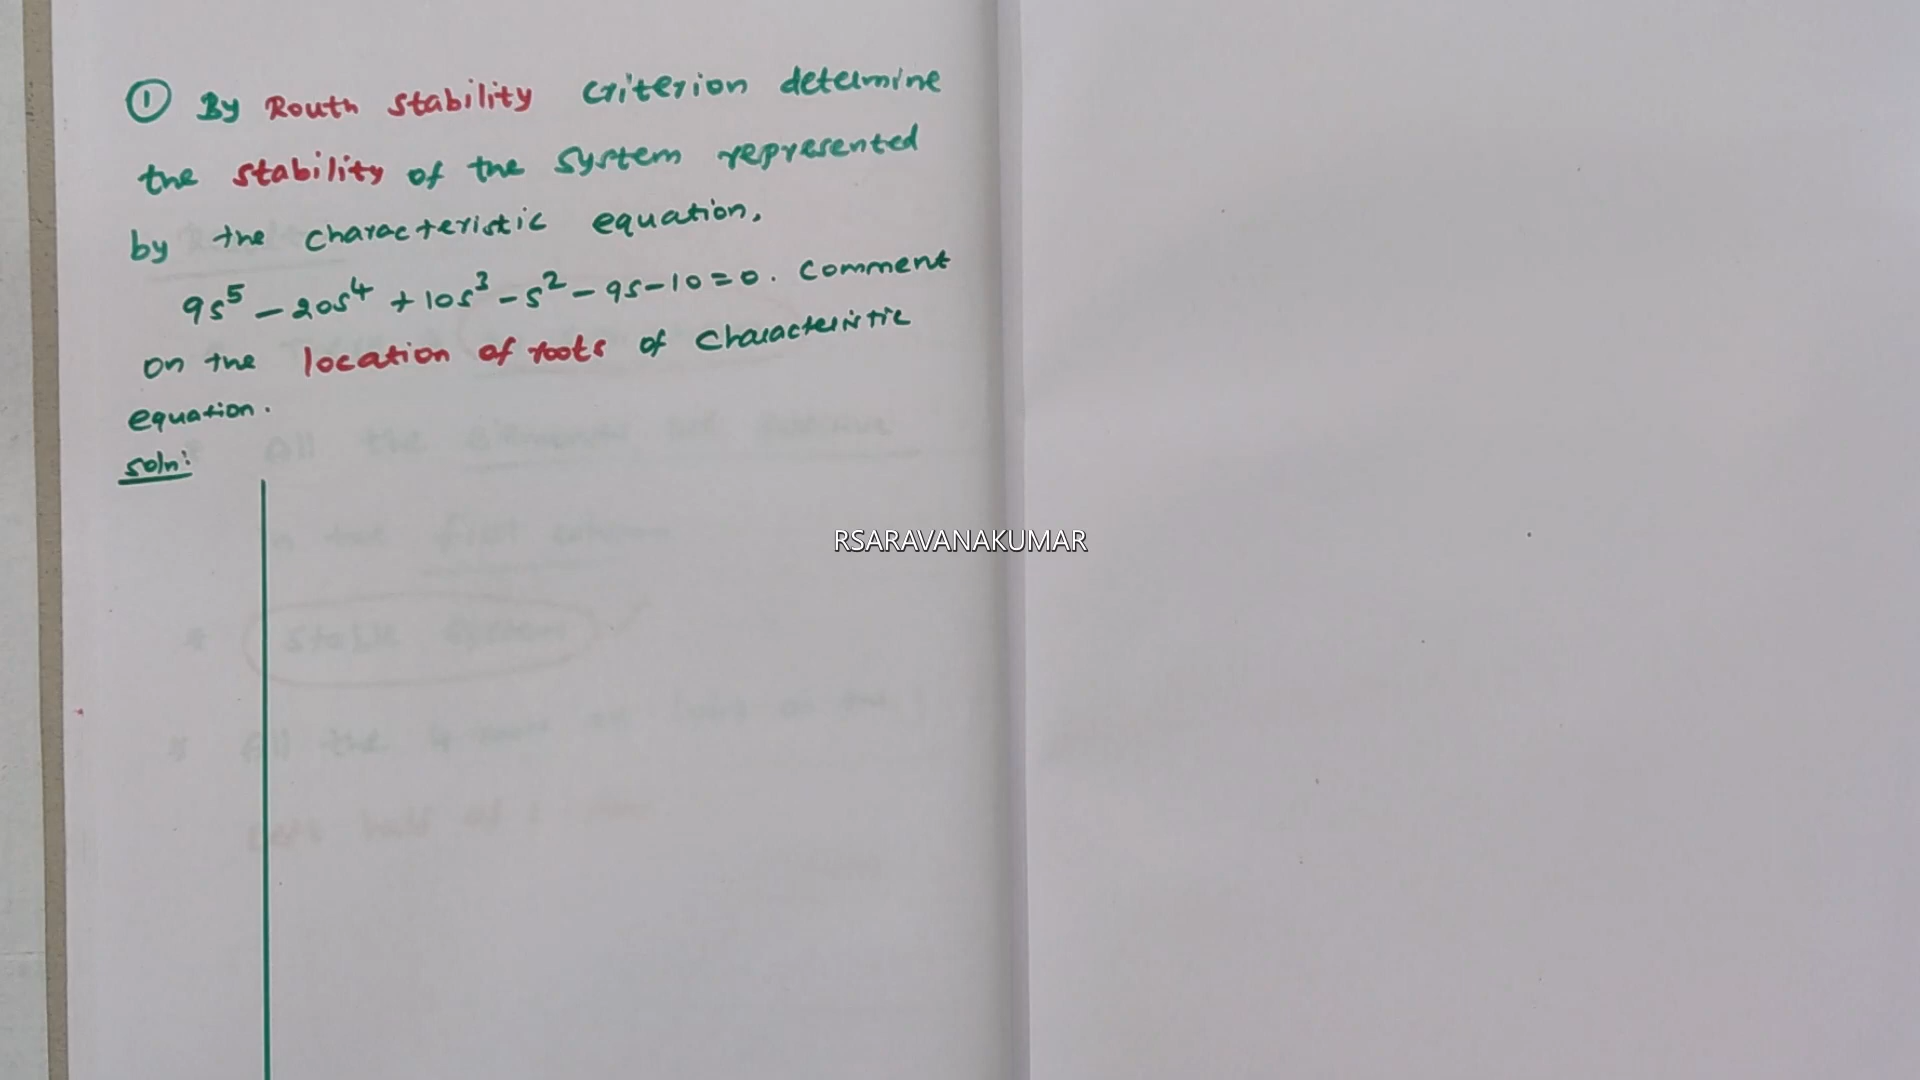 ① By Routh stability criterion determine
the stability of the system represented
by the characteristic equation,
9s⁵ - 20s⁴ + 10s³ - s² - 9s - 10 = 0. Comment
on the location of roots of characteristic
equation.
soln:
RSARAVANAKUMAR